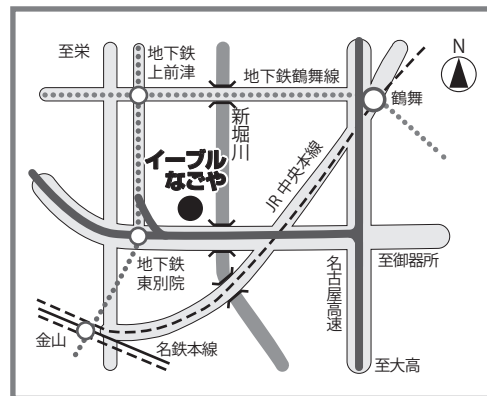 至栄
地下鉄
上前津
地下鉄鶴舞線
N
鶴舞
新堀川
イーブル
なごや
JR中央本線
地下鉄
東別院
名古屋高速
至御器所
金山
名鉄本線
至大高